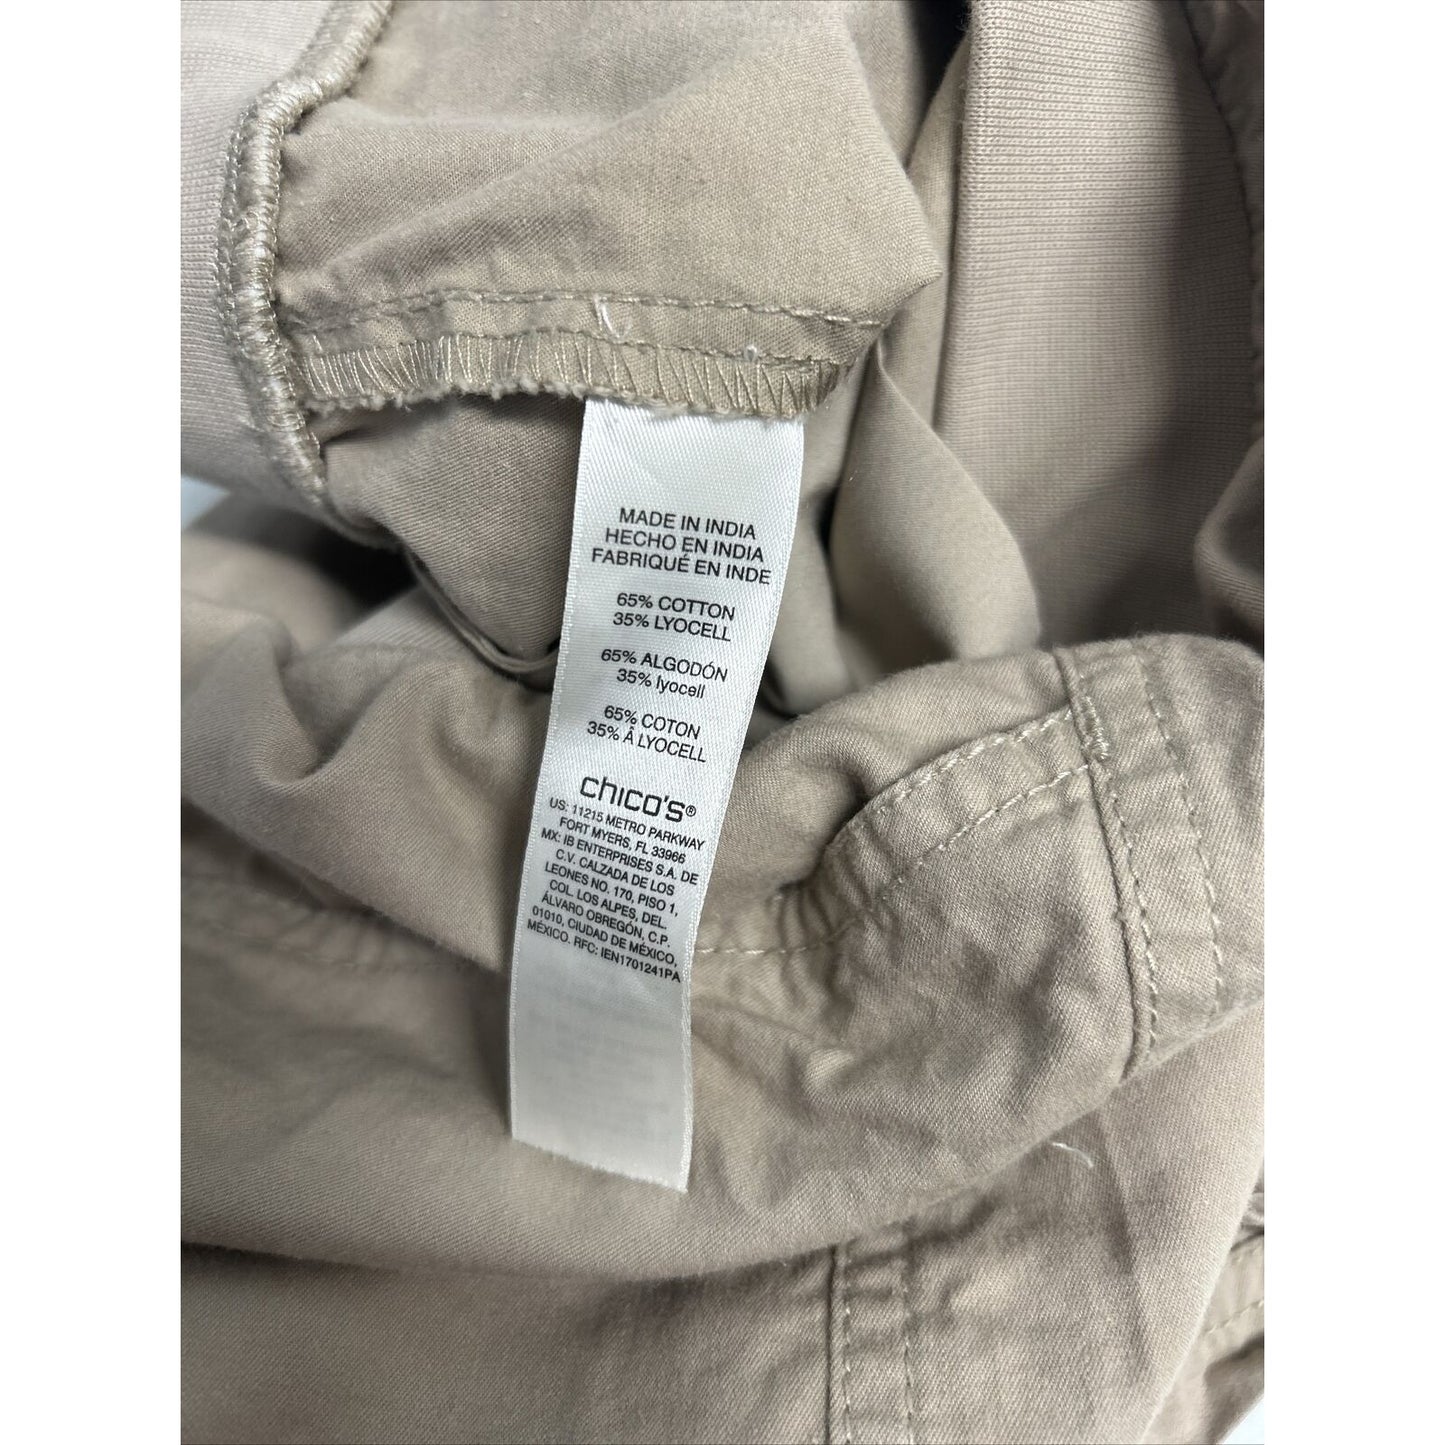 MADE IN INDIA
HECHO EN INDIA
FABRIQUÉ EN INDE
65% COTTON
35% LYOCELL
65% ALGODÓN
35% lyocell
65% COTON
35% Â LYOCELL
chico's®
US: 11215 METRO PARKWAY
FORT MYERS, FL 33966
MX: IB ENTERPRISES S.A. DE
C.V. CALZADA DE LOS
LEONES NO. 170, PISO 1,
COL. LOS ALPES, DEL.
ÁLVARO OBREGÓN, C.P.
01010, CIUDAD DE MÉXICO,
MÉXICO. RFC: IEN1701241PA